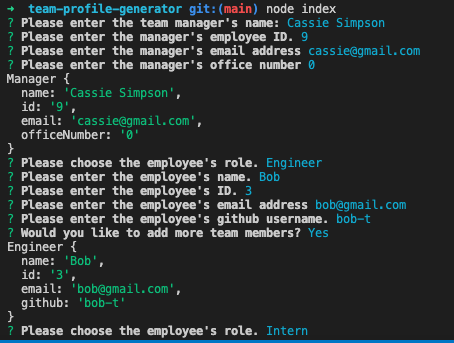 ➜ team-profile-generator git:(main) node index
? Please enter the team manager's name: Cassie Simpson
? Please enter the manager's employee ID. 9
? Please enter the manager's email address cassie@gmail.com
? Please enter the manager's office number 0
Manager {
  name: 'Cassie Simpson',
  id: '9',
  email: 'cassie@gmail.com',
  officeNumber: '0'
}
? Please choose the employee's role. Engineer
? Please enter the employee's name. Bob
? Please enter the employee's ID. 3
? Please enter the employee's email address bob@gmail.com
? Please enter the employee's github username. bob-t
? Would you like to add more team members? Yes
Engineer {
  name: 'Bob',
  id: '3',
  email: 'bob@gmail.com',
  github: 'bob-t'
}
? Please choose the employee's role. Intern